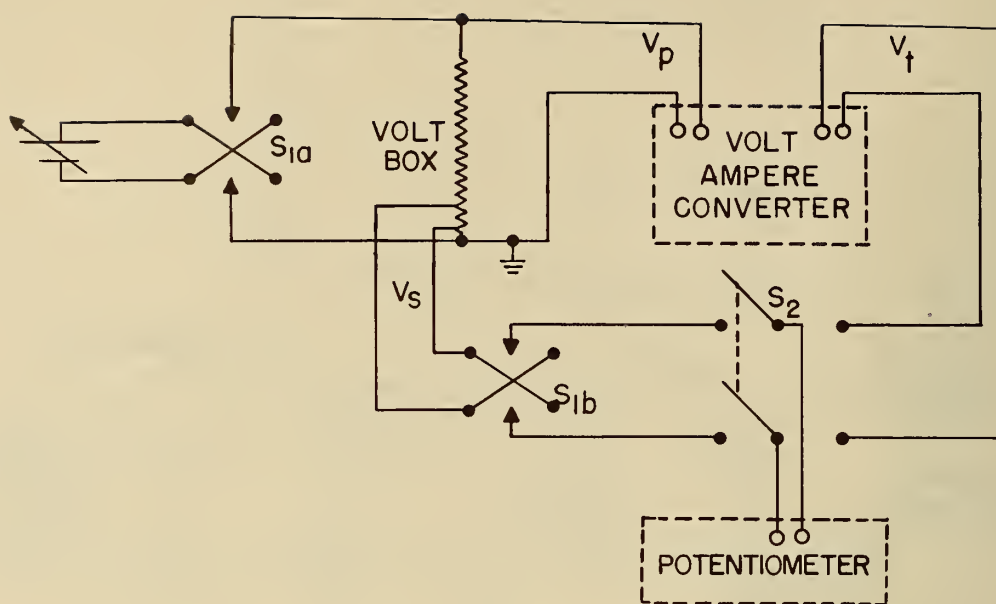 Vp
Vt
VOLT
BOX
S1a
VOLT
AMPERE
CONVERTER
Vs
S2
S1b
POTENTIOMETER